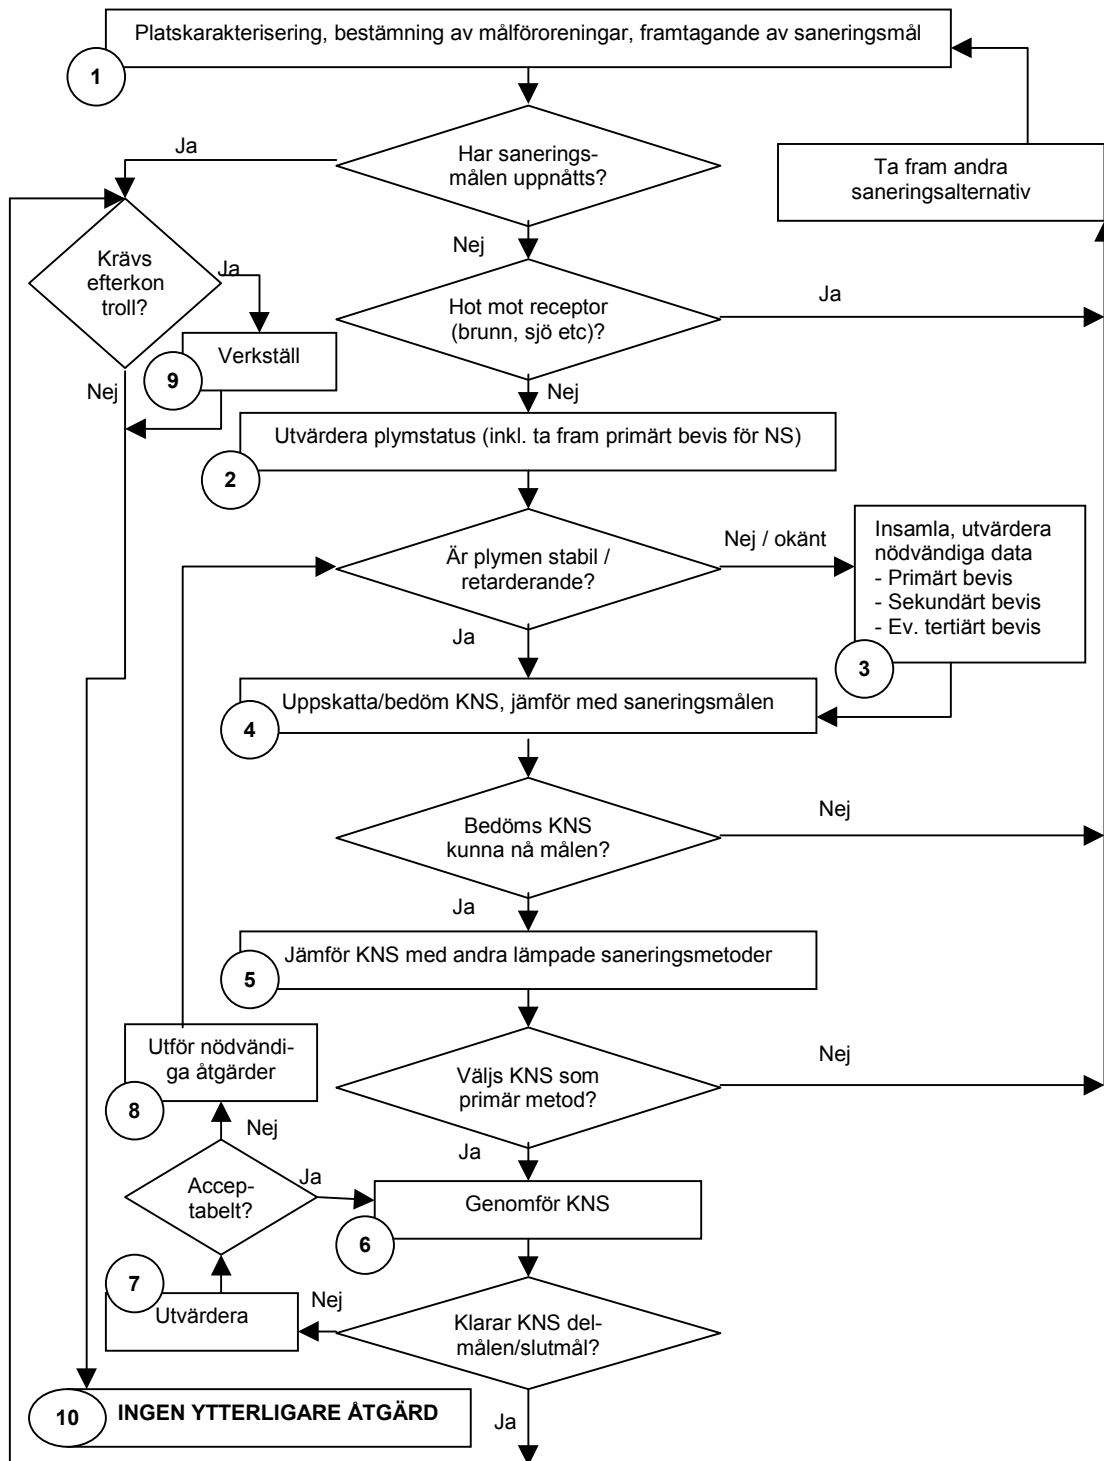 Platskarakterisering, bestämning av målföroreningar, framtagande av saneringsmål
1
Ja
Har sanerings-
målen uppnåtts?
Ta fram andra
saneringsalternativ
Nej
Krävs
efterkon
troll?
Ja
Hot mot receptor
(brunn, sjö etc)?
Ja
Verkställ
9
Nej
Nej
Utvärdera plymstatus (inkl. ta fram primärt bevis för NS)
2
Är plymen stabil /
retarderande?
Nej / okänt
Insamla, utvärdera
nödvändiga data
- Primärt bevis
- Sekundärt bevis
- Ev. tertiärt bevis
3
Ja
Uppskatta/bedöm KNS, jämför med saneringsmålen
4
Bedöms KNS
kunna nå målen?
Nej
Ja
Jämför KNS med andra lämpade saneringsmetoder
5
Utför nödvändi-
ga åtgärder
8
Väljs KNS som
primär metod?
Nej
Nej
Ja
Accep-
tabelt?
Ja
Genomför KNS
6
7
Utvärdera
Nej
Klarar KNS del-
målen/slutmål?
10
INGEN YTTERLIGARE ÅTGÄRD
Ja